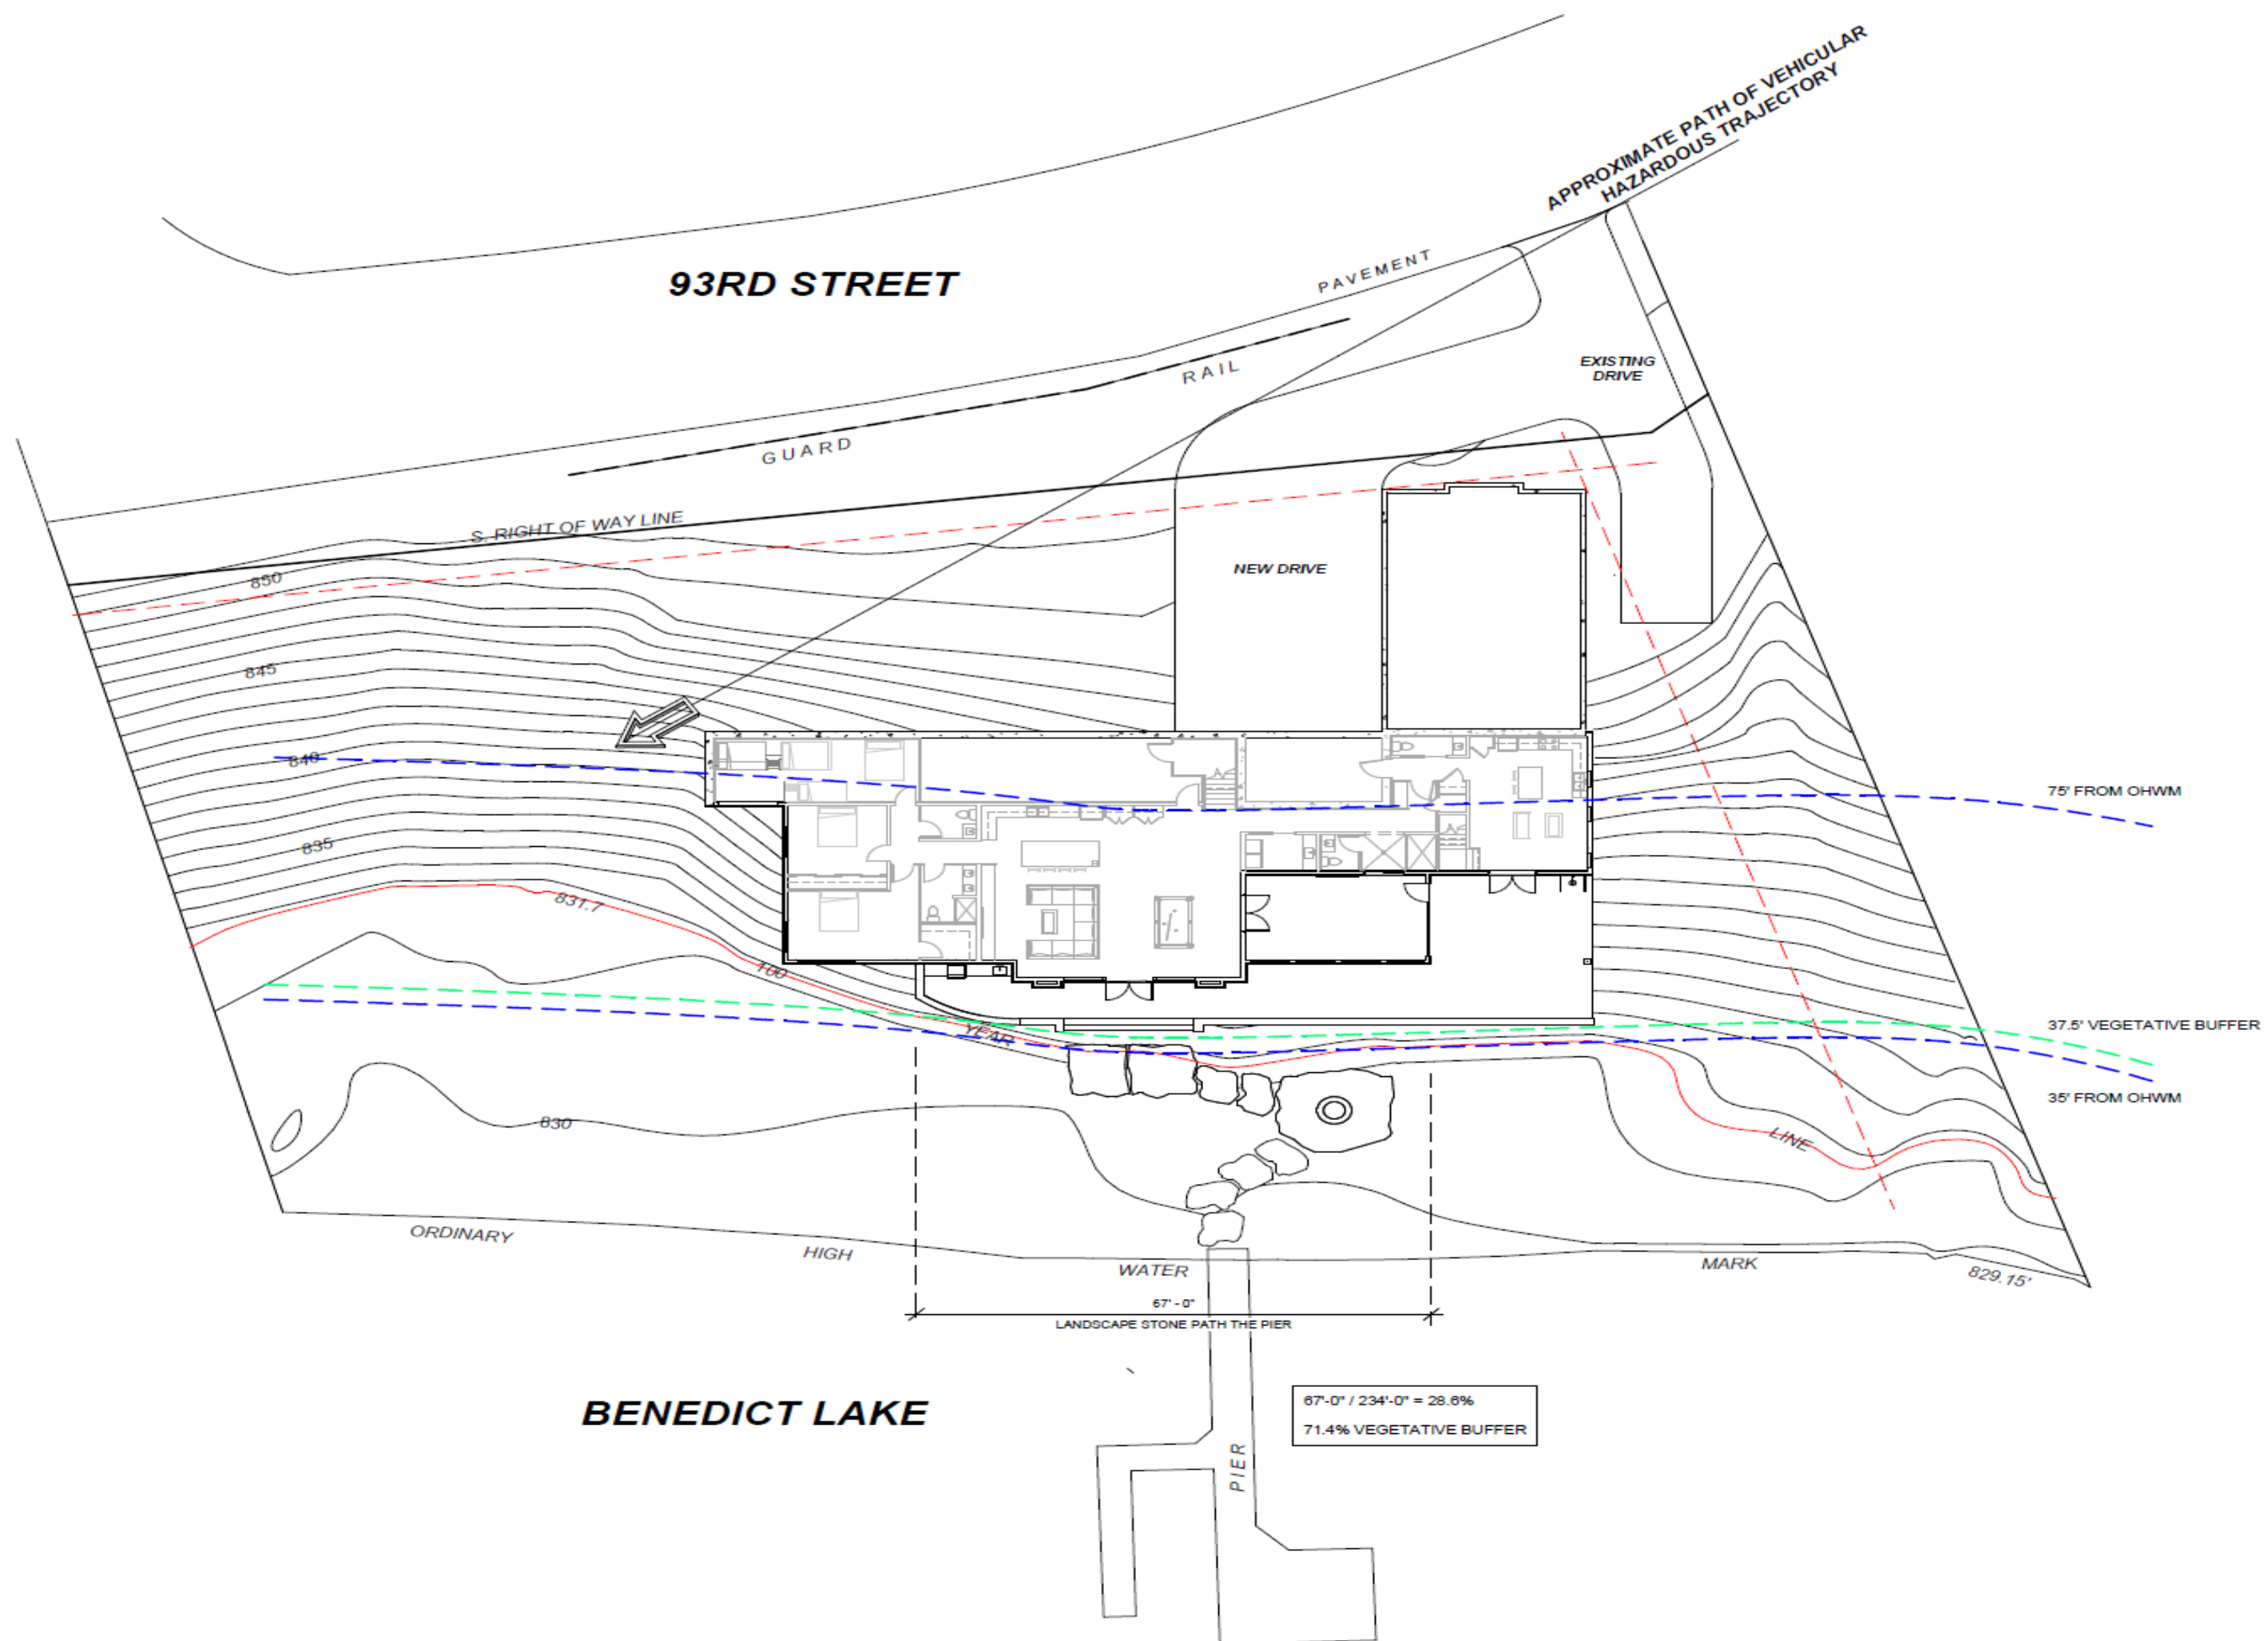 APPROXIMATE PATH OF VEHICULAR
HAZARDOUS TRAJECTORY
93RD STREET
PAVEMENT
RAIL
GUARD
EXISTING
DRIVE
S. RIGHT OF WAY LINE
850
NEW DRIVE
845
840
75' FROM OHWM
835
831.7
100
YEAR
LINE
37.5' VEGETATIVE BUFFER
35' FROM OHWM
830
ORDINARY
HIGH
WATER
MARK
829.15'
67' - 0"
LANDSCAPE STONE PATH THE PIER
BENEDICT LAKE
67'-0" / 234'-0" = 28.6%
71.4% VEGETATIVE BUFFER
PIER